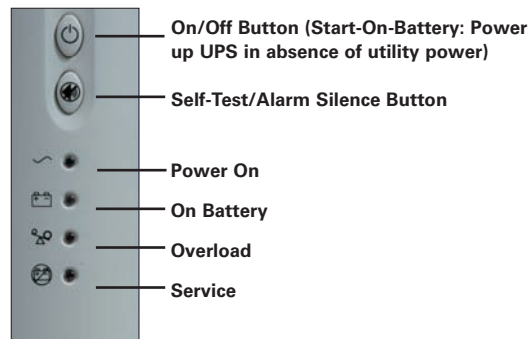 On/Off Button (Start-On-Battery: Power
up UPS in absence of utility power)
Self-Test/Alarm Silence Button
Power On
On Battery
Overload
Service